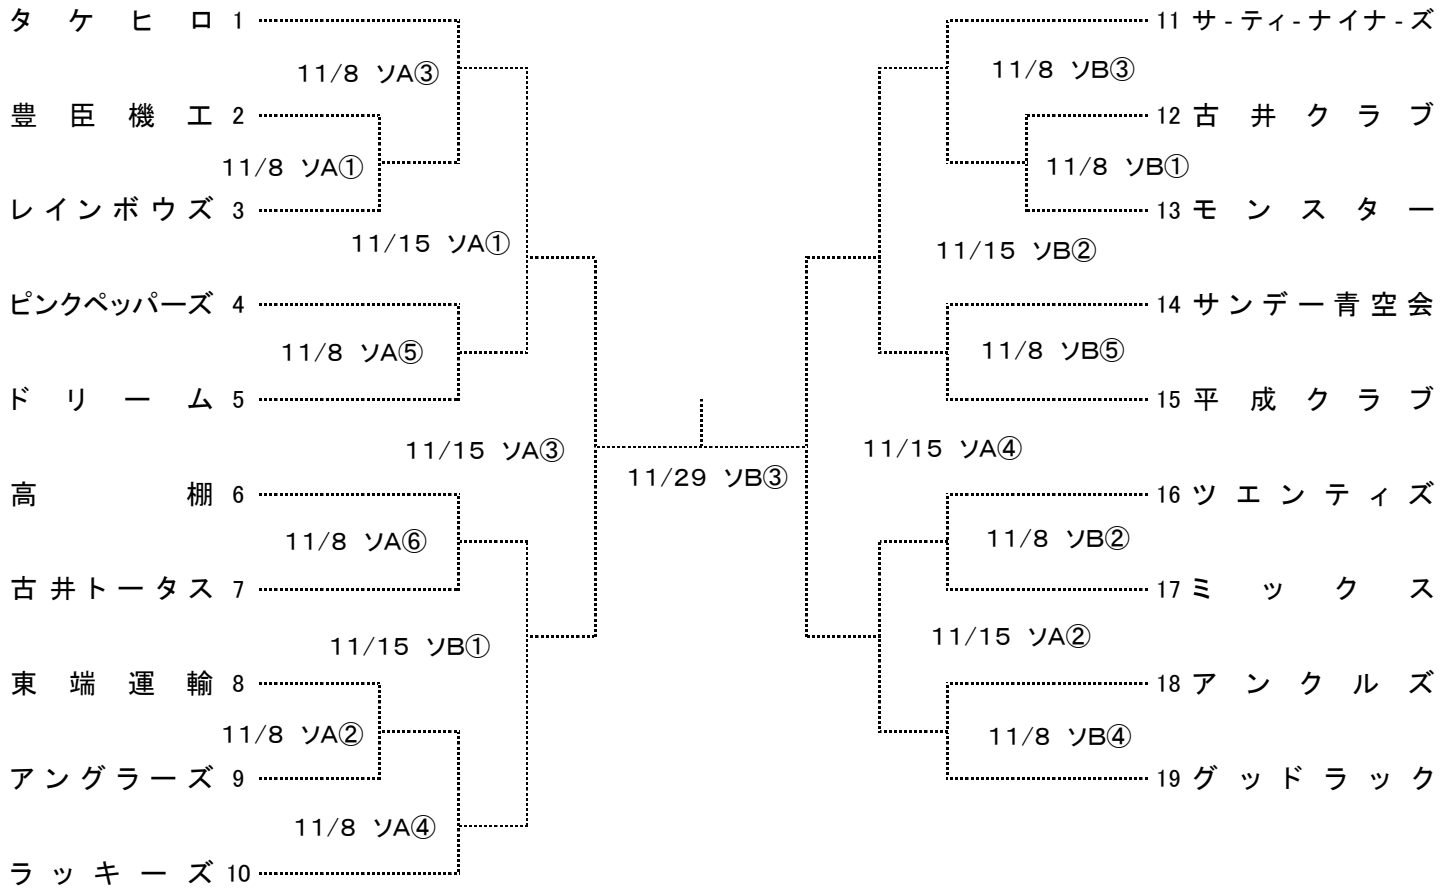 タケヒロ 1
11/8 ソA③
豊臣機工 2
11/8 ソA①
レインボウズ 3
11/15 ソA①
ピンクペッパーズ 4
11/8 ソA⑤
ドリーム 5
11/15 ソA③
高棚 6
11/8 ソA⑥
古井トータス 7
11/15 ソB①
東端運輸 8
11/8 ソA②
アングラーズ 9
11/8 ソA④
ラッキーズ 10
11/29 ソB③
11 サ-ティ-ナイナ-ズ
11/8 ソB③
12 古井クラブ
11/8 ソB①
13 モンスター
11/15 ソB②
14 サンデー青空会
11/8 ソB⑤
15 平成クラブ
11/15 ソA④
16 ツエンティズ
11/8 ソB②
17 ミックス
11/15 ソA②
18 アンクルズ
11/8 ソB④
19 グッドラック